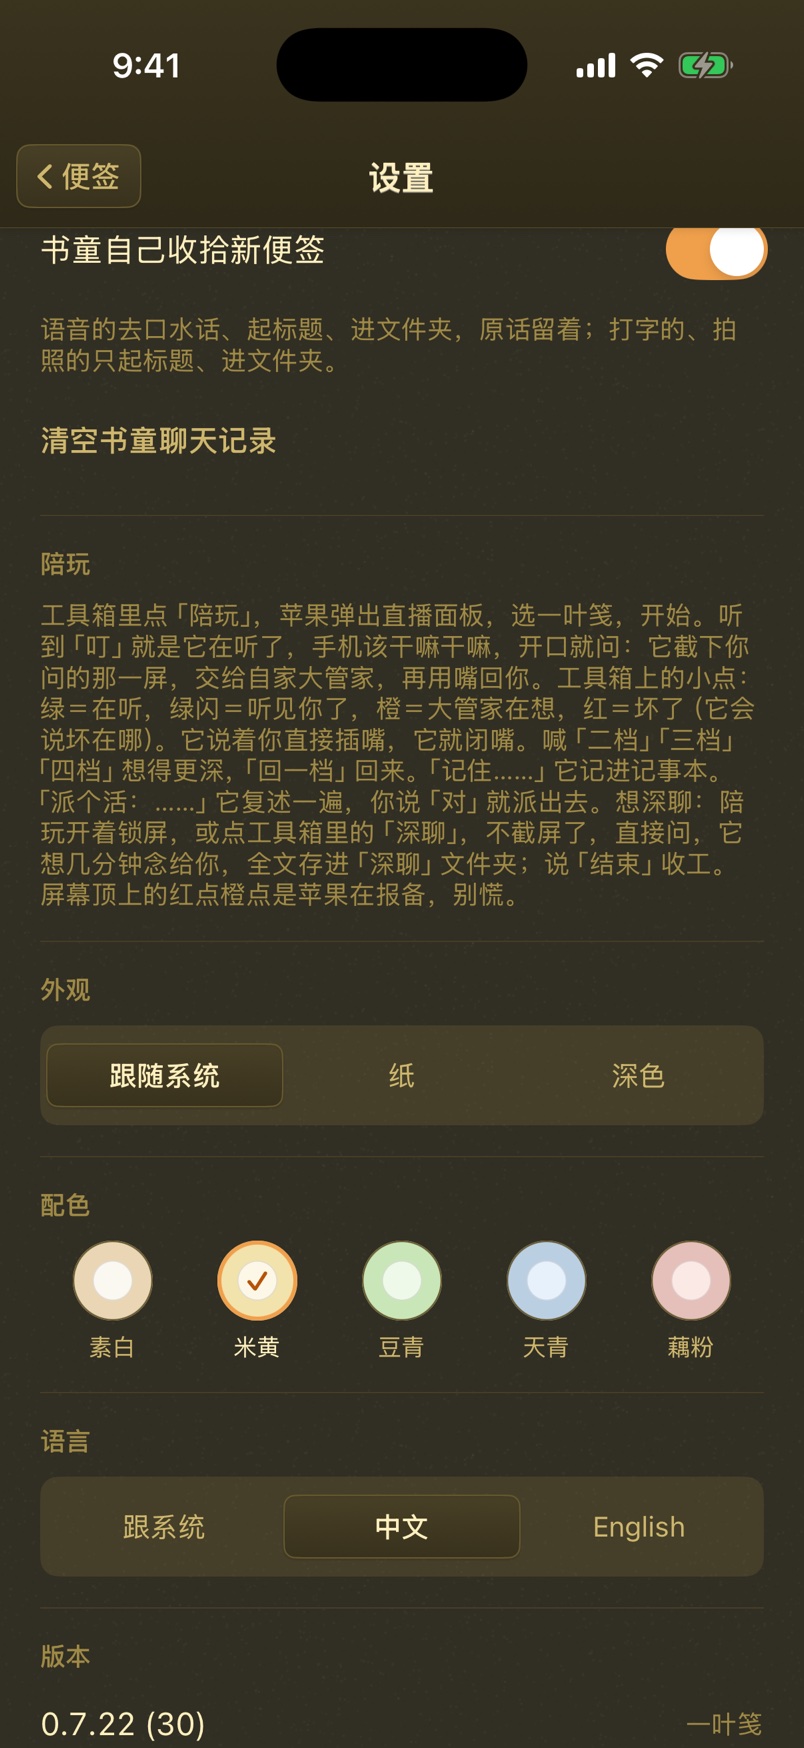 9:41
便签
设置
书童自己收拾新便签
语音的去口水话、起标题、进文件夹，原话留着；打字的、拍
照的只起标题、进文件夹。
清空书童聊天记录
陪玩
工具箱里点「陪玩」，苹果弹出直播面板，选一叶笺，开始。听
到「叮」就是它在听了，手机该干嘛干嘛，开口就问：它截下你
问的那一屏，交给自家大管家，再用嘴回你。工具箱上的小点：
绿＝在听，绿闪＝听见你了，橙＝大管家在想，红＝坏了（它会
说坏在哪）。它说着你直接插嘴，它就闭嘴。喊「二档」「三档」
「四档」想得更深，「回一档」回来。「记住……」它记进记事本。
「派个活：……」它复述一遍，你说「对」就派出去。想深聊：陪
玩开着锁屏，或点工具箱里的「深聊」，不截屏了，直接问，它
想几分钟念给你，全文存进「深聊」文件夹；说「结束」收工。
屏幕顶上的红点橙点是苹果在报备，别慌。
外观
跟随系统 纸 深色
配色
素白 米黄 豆青 天青 藕粉
语言
跟系统 中文 English
版本
0.7.22 (30) 一叶笺